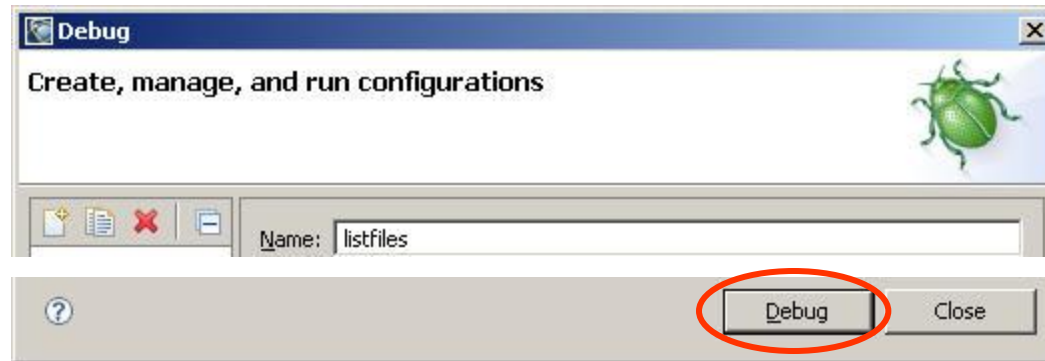 Debug
Create, manage, and run configurations
Name: listfiles
? Debug Close